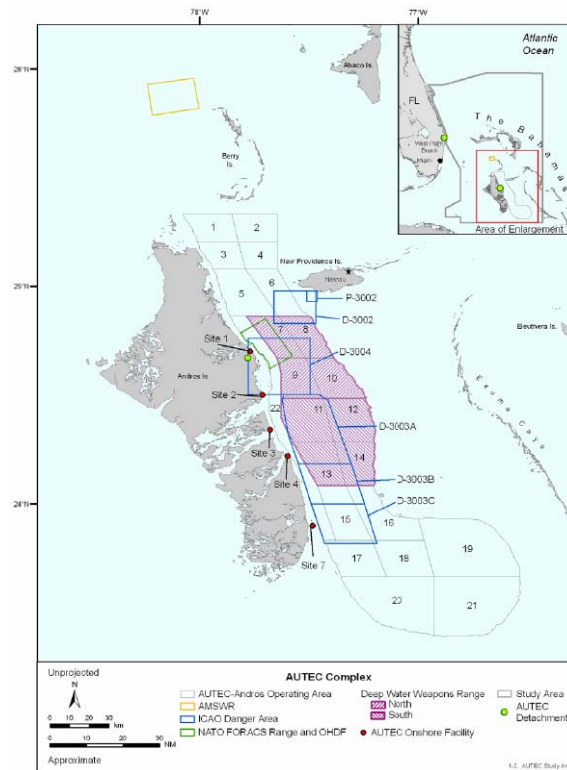 78°W
77°W
Atlantic
Ocean
26°N
Abaco Is.
FL
The Bahamas
West Palm
Beach
Miami
Berry
Is.
Area of Enlargement
1
2
3
4
New Providence Is.
5
6
Nassau
25°N
P-3002
D-3002
7
8
Eleuthera Is.
Site 1
D-3004
9
10
Andros Is.
Exuma Cays
Site 2
22
11
12
D-3003A
Site 3
14
Site 4
13
D-3003B
D-3003C
24°N
15
16
Site 7
17
18
19
20
21
Unprojected
N
AUTEC Complex
AUTEC-Andros Operating Area
AMSWR
ICAO Danger Area
NATO FORACS Range and OHDF
Deep Water Weapons Range
North
South
AUTEC Onshore Facility
Study Area
AUTEC
Detachment
0 10 20 30
km
0 10 20 30
NM
Approximate